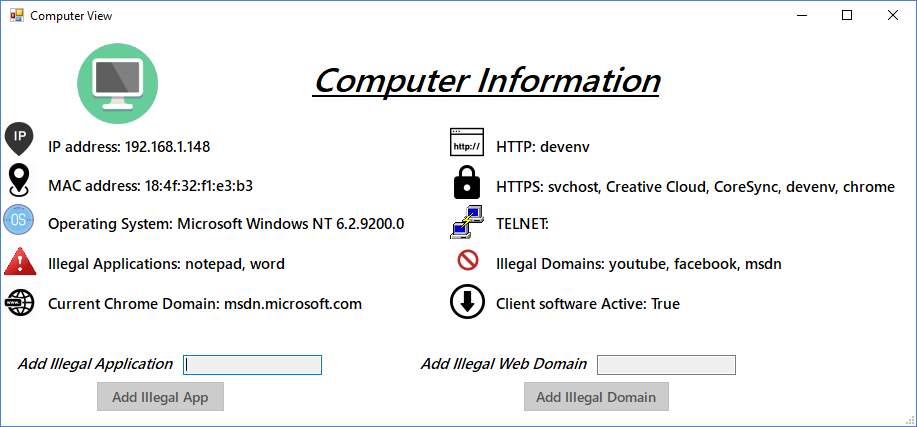 Computer View
Computer Information
IP
IP address: 192.168.1.148
MAC address: 18:4f:32:f1:e3:b3
OS
Operating System: Microsoft Windows NT 6.2.9200.0
Illegal Applications: notepad, word
www
Current Chrome Domain: msdn.microsoft.com
http://
HTTP: devenv
HTTPS: svchost, Creative Cloud, CoreSync, devenv, chrome
TELNET:
Illegal Domains: youtube, facebook, msdn
Client software Active: True
Add Illegal Application
Add Illegal App
Add Illegal Web Domain
Add Illegal Domain